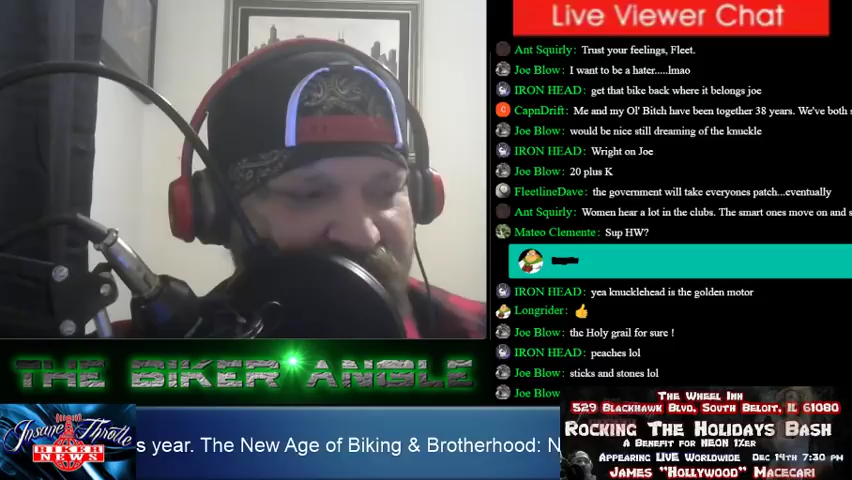 Live Viewer Chat
Ant Squirly: Trust your feelings, Fleet.
Joe Blow: I want to be a hater.....lmao
IRON HEAD: get that bike back where it belongs joe
C CapnDrift: Me and my Ol' Bitch have been together 38 years. We've both s
Joe Blow: would be nice still dreaming of the knuckle
IRON HEAD: Wright on Joe
Joe Blow: 20 plus K
FleetlineDave: the government will take everyones patch...eventually
Ant Squirly: Women hear a lot in the clubs. The smart ones move on and s
Mateo Clemente: Sup HW?
IRON HEAD: yea knucklehead is the golden motor
Longrider: 👍
Joe Blow: the Holy grail for sure !
IRON HEAD: peaches lol
Joe Blow: sticks and stones lol
Joe Blow
THE BIKER ANGLE
Insane Throttle
BIKER NEWS
s year. The New Age of Biking & Brotherhood: N
The Wheel Inn
529 Blackhawk Blvd, South Beloit, IL 61080
Rocking The Holidays Bash
A Benefit for Neon 1%er
Appearing LIVE Worldwide Dec 14th 7:30 pm
James "Hollywood" Macecari